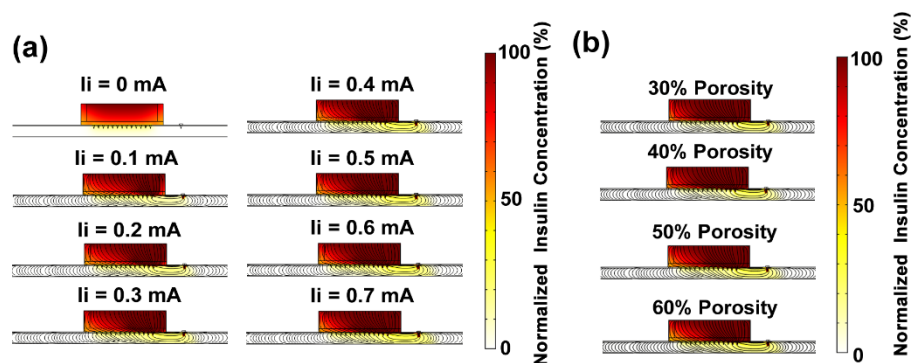 (a)
Ii = 0 mA
Ii = 0.1 mA
Ii = 0.2 mA
Ii = 0.3 mA
Ii = 0.4 mA
Ii = 0.5 mA
Ii = 0.6 mA
Ii = 0.7 mA
100
50
0
Normalized Insulin Concentration (%)
(b)
30% Porosity
40% Porosity
50% Porosity
60% Porosity
100
50
0
Normalized Insulin Concentration (%)